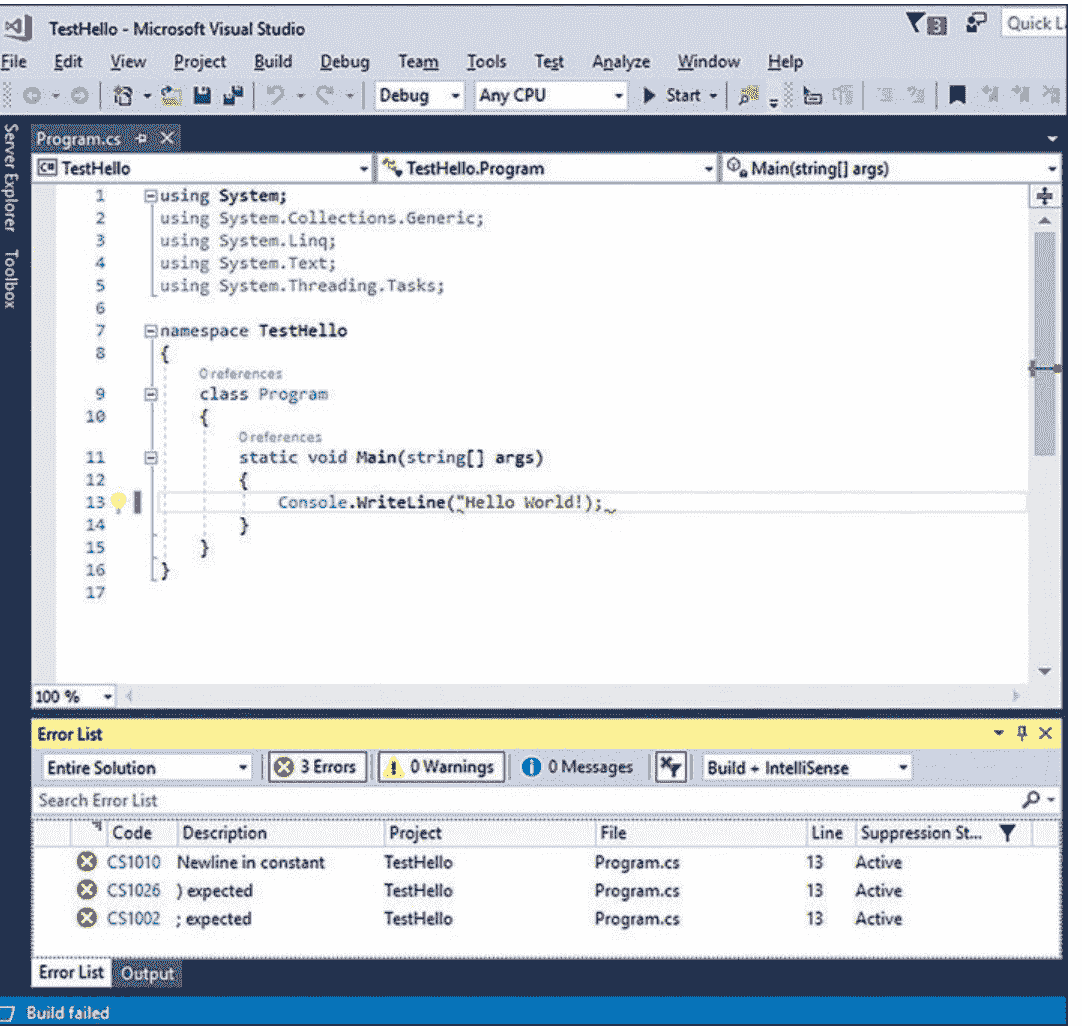 TestHello - Microsoft Visual Studio
3
Quick L
File Edit View Project Build Debug Team Tools Test Analyze Window Help
Debug Any CPU Start
Server Explorer
Toolbox
Program.cs
C# TestHello TestHello.Program Main(string[] args)
1 using System;
2 using System.Collections.Generic;
3 using System.Linq;
4 using System.Text;
5 using System.Threading.Tasks;
6
7 namespace TestHello
8 {
0 references
9 class Program
10 {
0 references
11 static void Main(string[] args)
12 {
13 Console.WriteLine("Hello World!);
14 }
15 }
16 }
17
100 %
Error List
Entire Solution 3 Errors 0 Warnings 0 Messages Build + IntelliSense
Search Error List
Code Description Project File Line Suppression St...
CS1010 Newline in constant TestHello Program.cs 13 Active
CS1026 ) expected TestHello Program.cs 13 Active
CS1002 ; expected TestHello Program.cs 13 Active
Error List Output
Build failed